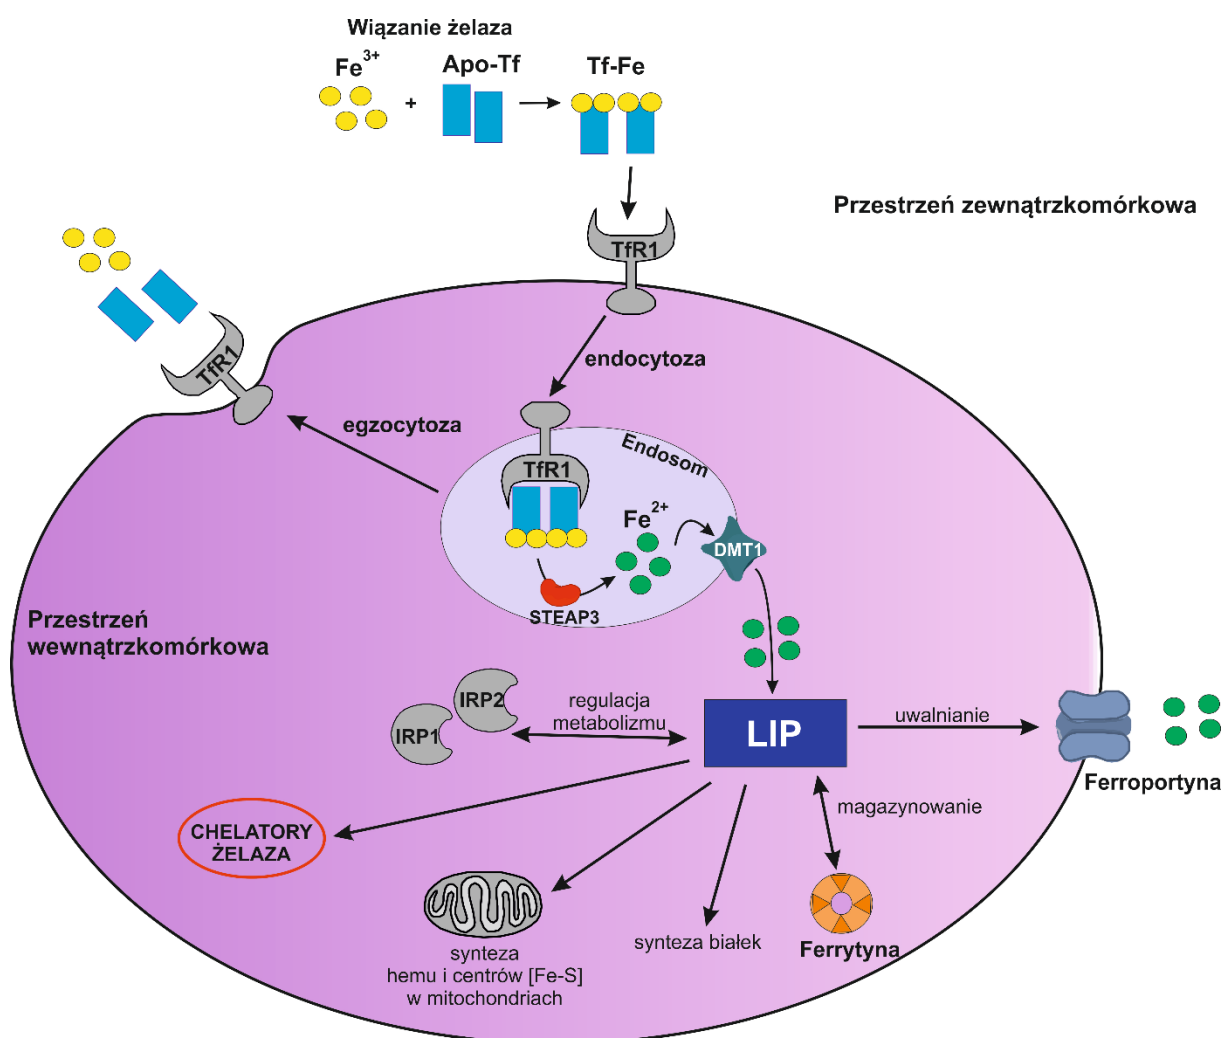 Wiązanie żelaza
Fe3+
+
Apo-Tf
Tf-Fe
Przestrzeń zewnątrzkomórkowa
TfR1
TfR1
endocytoza
egzocytoza
Endosom
TfR1
Fe2+
DMT1
STEAP3
Przestrzeń
wewnątrzkomórkowa
IRP2
IRP1
regulacja
metabolizmu
LIP
uwalnianie
Ferroportyna
magazynowanie
CHELATORY
ŻELAZA
synteza
hemu i centrów [Fe-S]
w mitochondriach
synteza białek
Ferrytyna